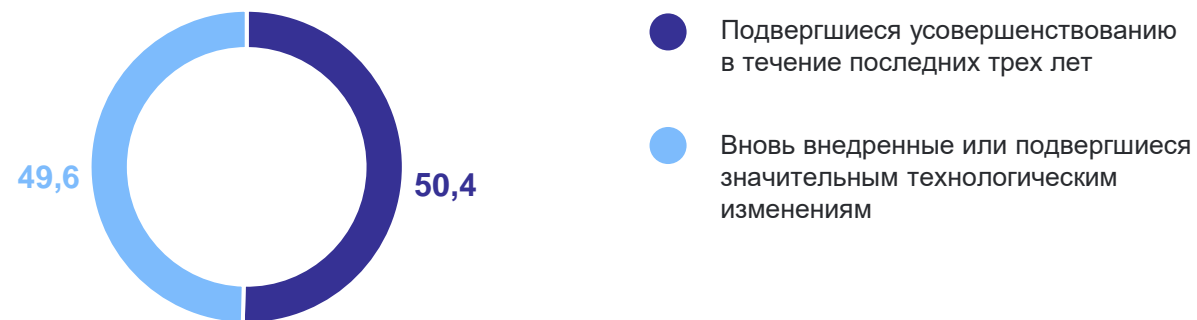 49,6
50,4
Подвергшиеся усовершенствованию
в течение последних трех лет
Вновь внедренные или подвергшиеся
значительным технологическим
изменениям